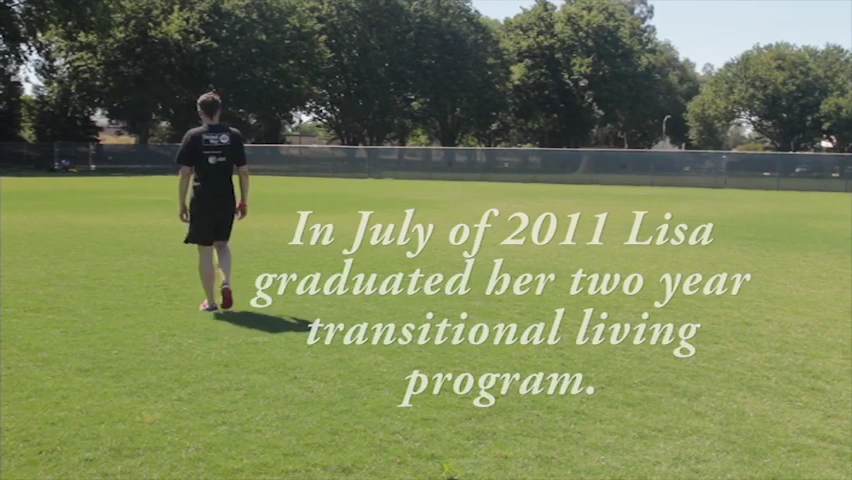 In July of 2011 Lisa
graduated her two year
transitional living
program.